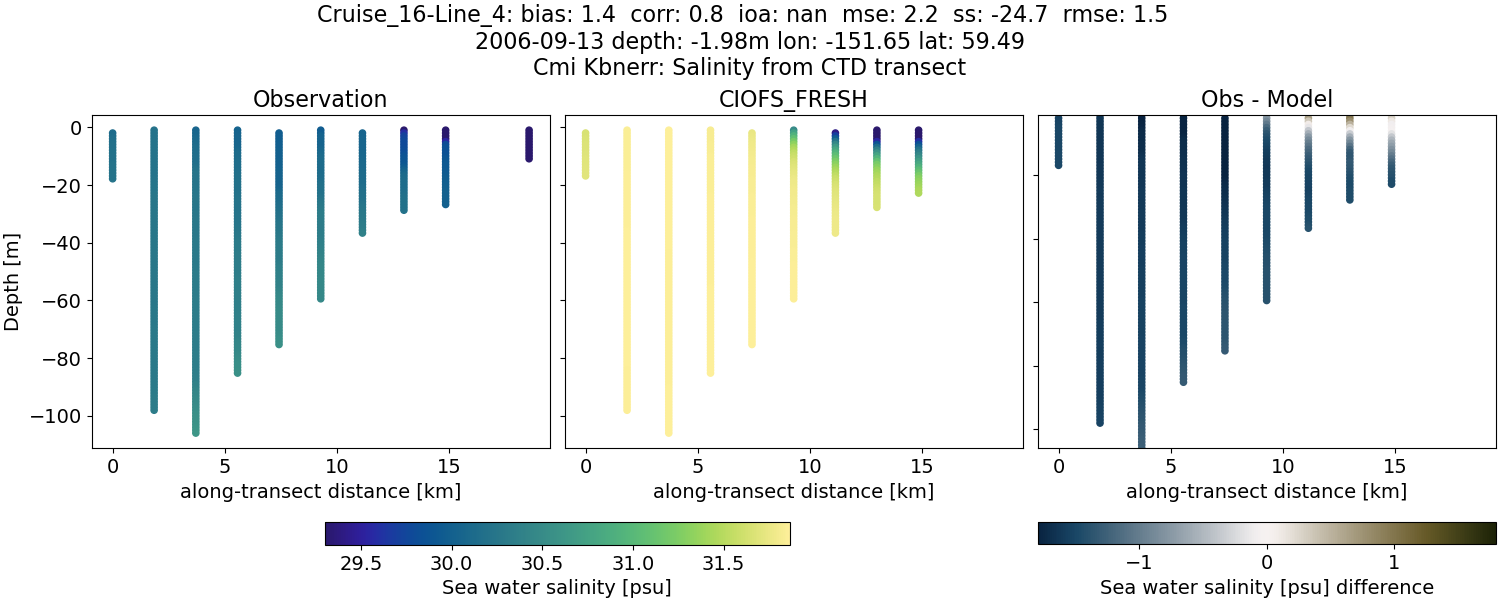 Cruise_16-Line_4: bias: 1.4  corr: 0.8  ioa: nan  mse: 2.2  ss: -24.7  rmse: 1.5
2006-09-13 depth: -1.98m lon: -151.65 lat: 59.49
Cmi Kbnerr: Salinity from CTD transect
Observation
CIOFS_FRESH
Obs - Model
Depth [m]
0
−20
−40
−60
−80
−100
0 5 10 15
0 5 10 15
0 5 10 15
along-transect distance [km]
along-transect distance [km]
along-transect distance [km]
29.5 30.0 30.5 31.0 31.5
Sea water salinity [psu]
−1 0 1
Sea water salinity [psu] difference